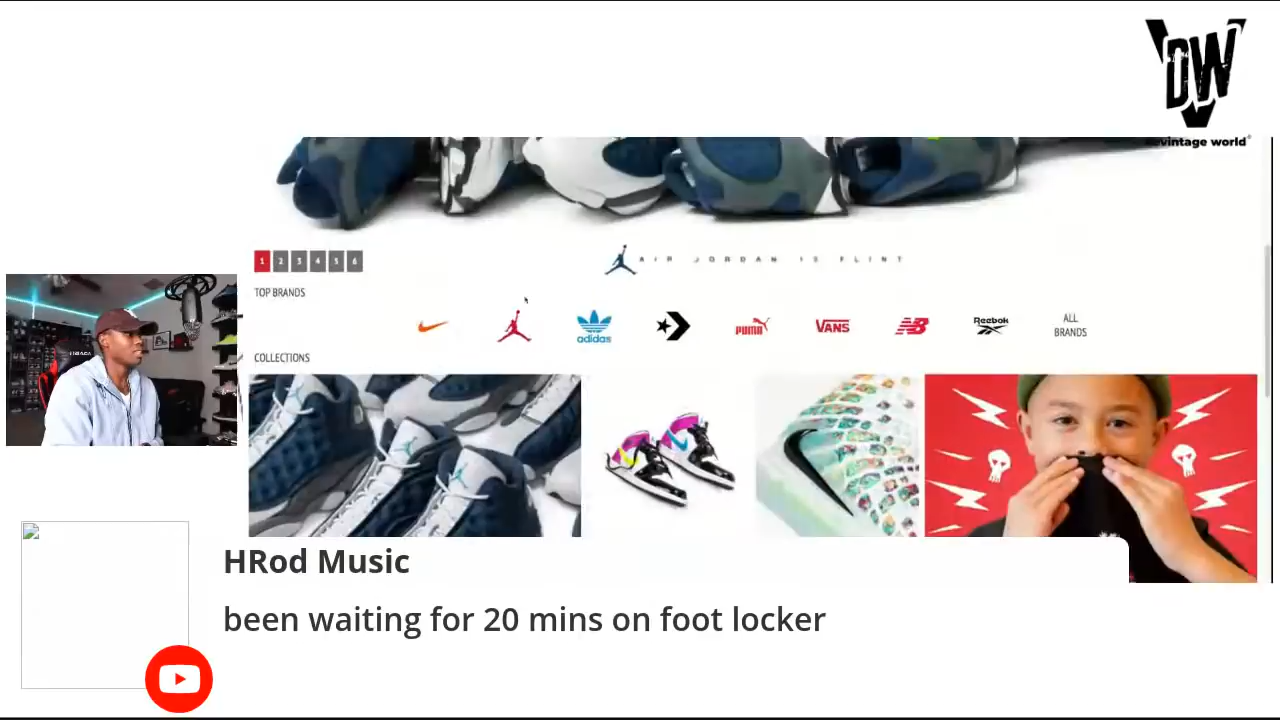 DW
vintage world
1 2 3 4 5 6
AIR JORDAN 13 FLINT
TOP BRANDS
adidas
PUMA
VANS
NB
Reebok
ALL
BRANDS
COLLECTIONS
HRod Music
been waiting for 20 mins on foot locker